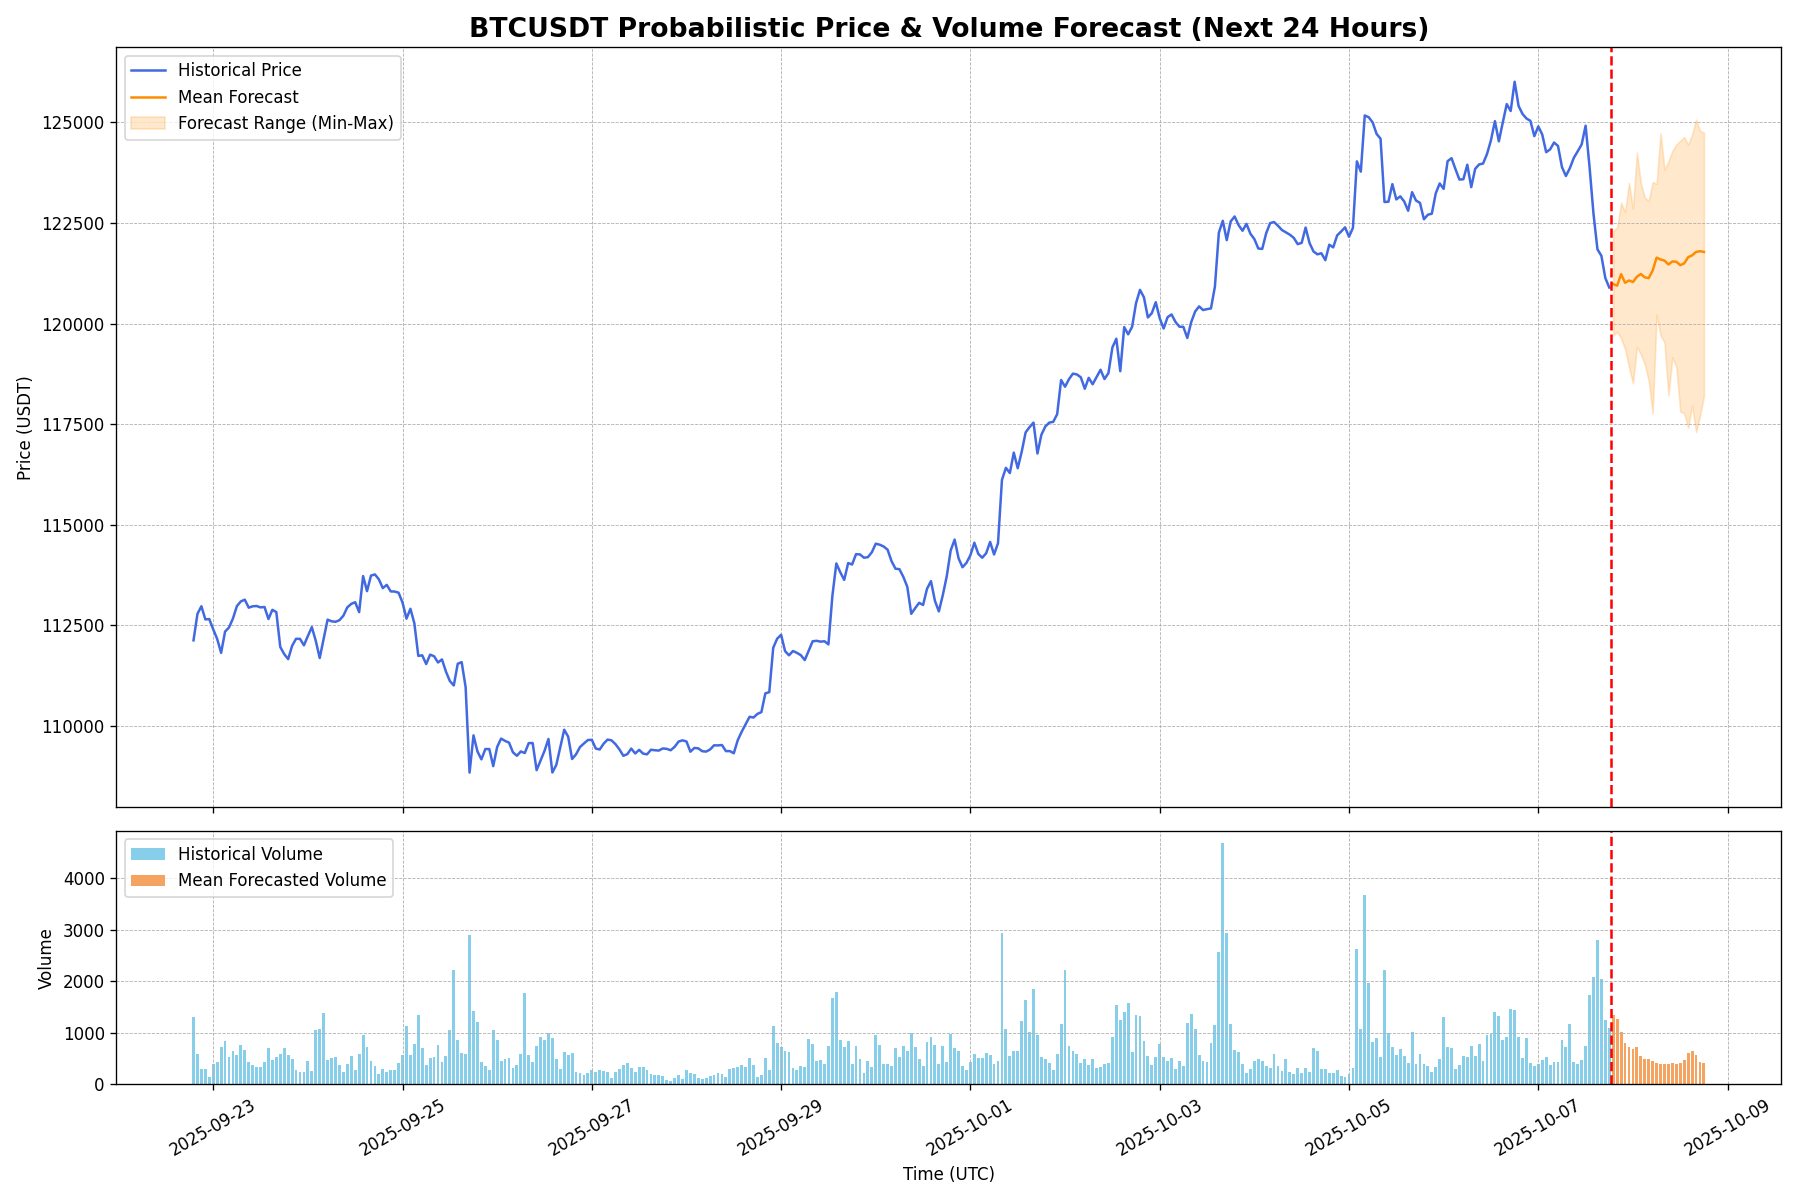 BTCUSDT Probabilistic Price & Volume Forecast (Next 24 Hours)
Historical Price
Mean Forecast
Forecast Range (Min-Max)
125000
122500
120000
117500
115000
112500
110000
Price (USDT)
Historical Volume
Mean Forecasted Volume
4000
3000
2000
1000
0
Volume
2025-09-23
2025-09-25
2025-09-27
2025-09-29
2025-10-01
2025-10-03
2025-10-05
2025-10-07
2025-10-09
Time (UTC)